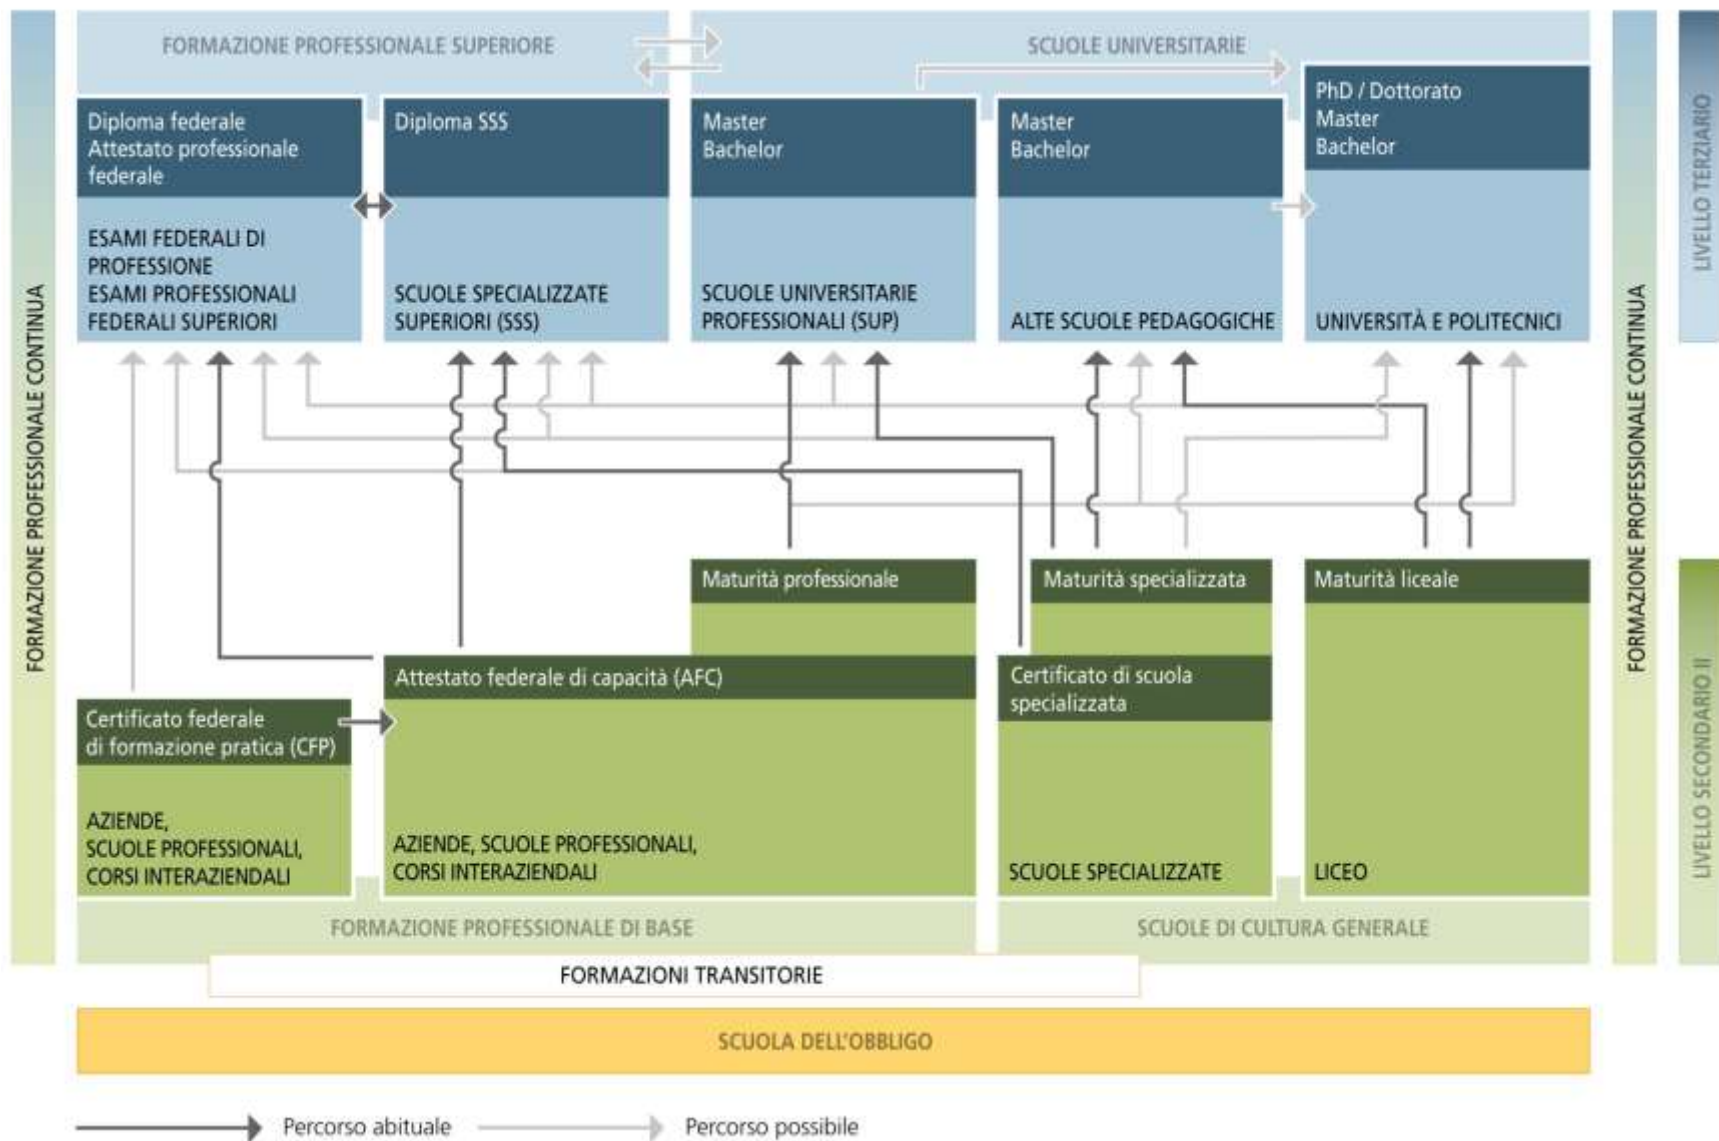 FORMAZIONE PROFESSIONALE CONTINUA
FORMAZIONE PROFESSIONALE SUPERIORE
SCUOLE UNIVERSITARIE
Diploma federale
Attestato professionale
federale
ESAMI FEDERALI DI
PROFESSIONE
ESAMI PROFESSIONALI
FEDERALI SUPERIORI
Diploma SSS
SCUOLE SPECIALIZZATE
SUPERIORI (SSS)
Master
Bachelor
SCUOLE UNIVERSITARIE
PROFESSIONALI (SUP)
Master
Bachelor
ALTE SCUOLE PEDAGOGICHE
PhD / Dottorato
Master
Bachelor
UNIVERSITÀ E POLITECNICI
FORMAZIONE PROFESSIONALE CONTINUA
LIVELLO TERZIARIO
Maturità professionale
Maturità specializzata
Maturità liceale
Attestato federale di capacità (AFC)
Certificato di scuola
specializzata
Certificato federale
di formazione pratica (CFP)
AZIENDE,
SCUOLE PROFESSIONALI,
CORSI INTERAZIENDALI
AZIENDE, SCUOLE PROFESSIONALI,
CORSI INTERAZIENDALI
SCUOLE SPECIALIZZATE
LICEO
LIVELLO SECONDARIO II
FORMAZIONE PROFESSIONALE DI BASE
SCUOLE DI CULTURA GENERALE
FORMAZIONI TRANSITORIE
SCUOLA DELL'OBBLIGO
Percorso abituale
Percorso possibile